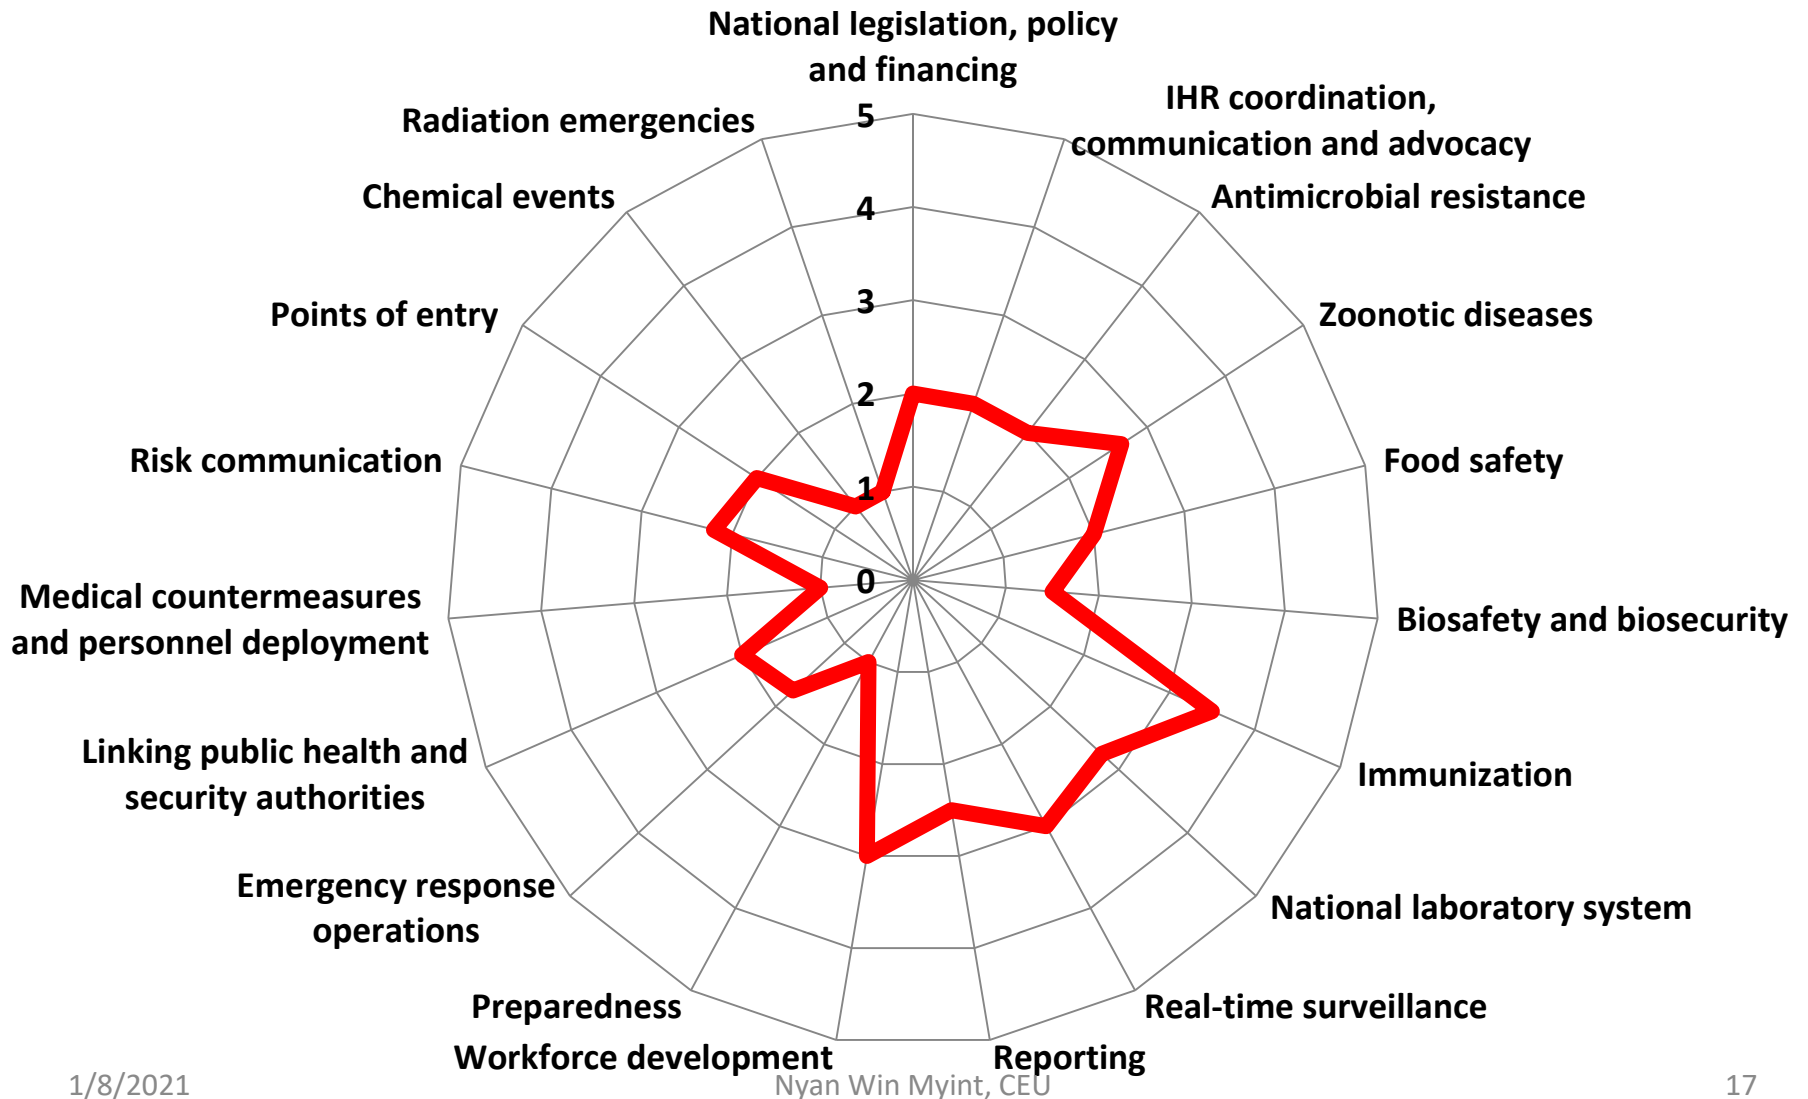 National legislation, policy
and financing
IHR coordination,
communication and advocacy
Antimicrobial resistance
Zoonotic diseases
Food safety
Biosafety and biosecurity
Immunization
National laboratory system
Real-time surveillance
Reporting
Workforce development
Preparedness
Emergency response
operations
Linking public health and
security authorities
Medical countermeasures
and personnel deployment
Risk communication
Points of entry
Chemical events
Radiation emergencies
5
4
3
2
1
0
1/8/2021
Nyan Win Myint, CEU
17